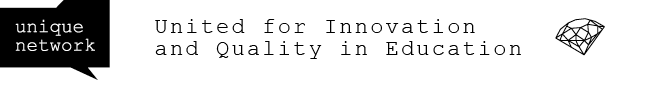 unique
network
United for Innovation
and Quality in Education